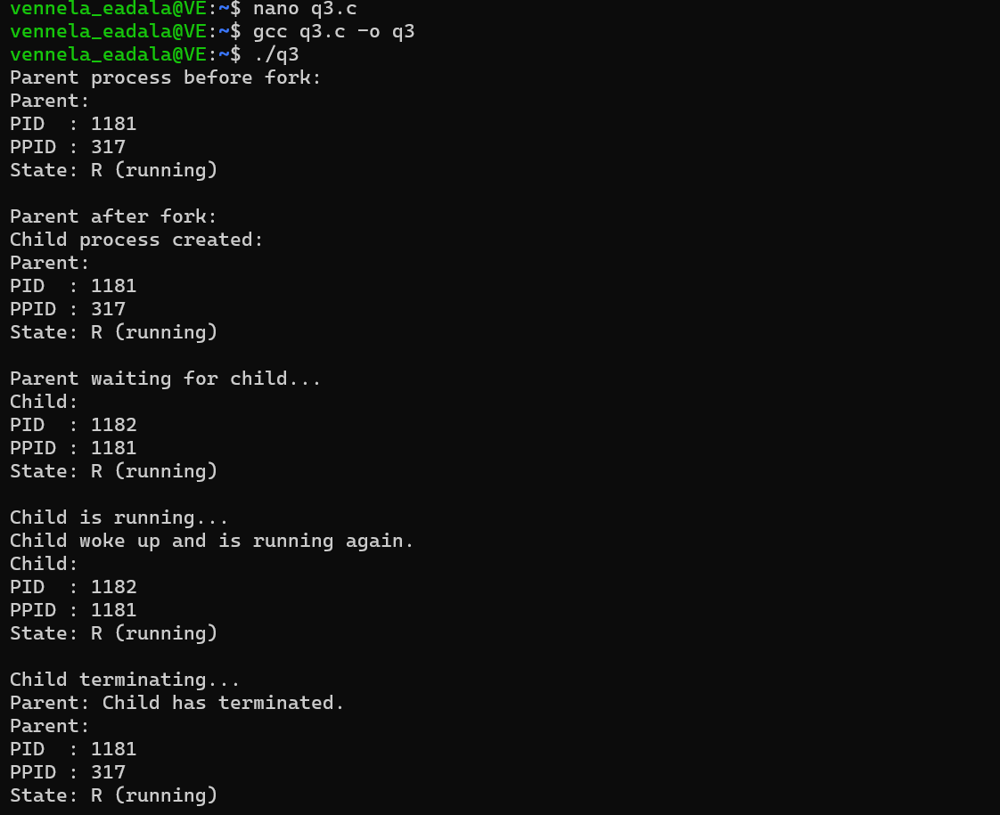 vennela_eadala@VE:~$ nano q3.c
vennela_eadala@VE:~$ gcc q3.c -o q3
vennela_eadala@VE:~$ ./q3
Parent process before fork:
Parent:
PID  : 1181
PPID : 317
State: R (running)

Parent after fork:
Child process created:
Parent:
PID  : 1181
PPID : 317
State: R (running)

Parent waiting for child...
Child:
PID  : 1182
PPID : 1181
State: R (running)

Child is running...
Child woke up and is running again.
Child:
PID  : 1182
PPID : 1181
State: R (running)

Child terminating...
Parent: Child has terminated.
Parent:
PID  : 1181
PPID : 317
State: R (running)